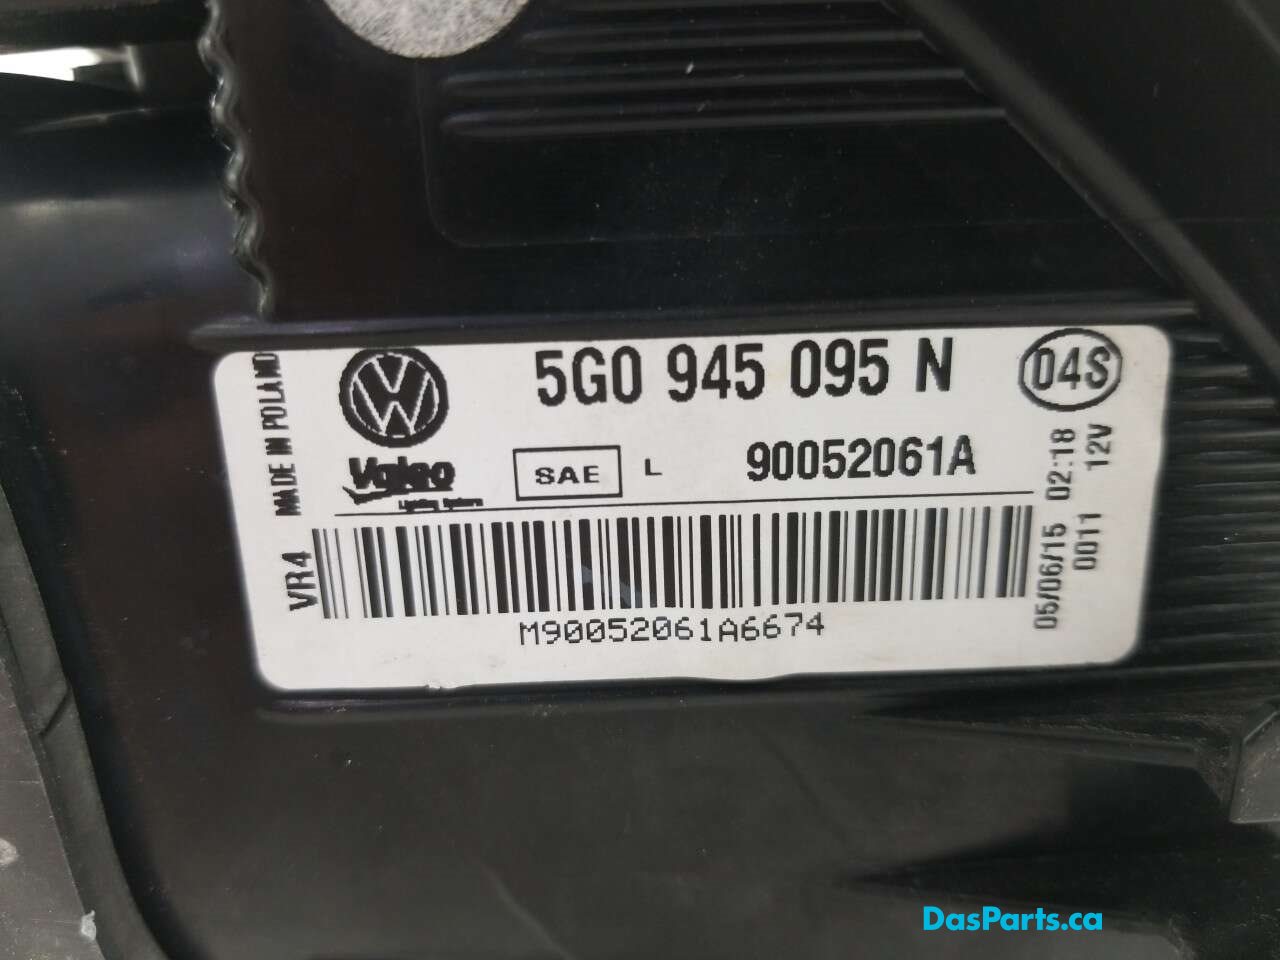 MADE IN POLAND
5G0 945 095 N
04S
Valeo
Lighting Systems
SAE
L
90052061A
VR4
05/06/15 02:18
0011 12V
M90052061A6674
DasParts.ca